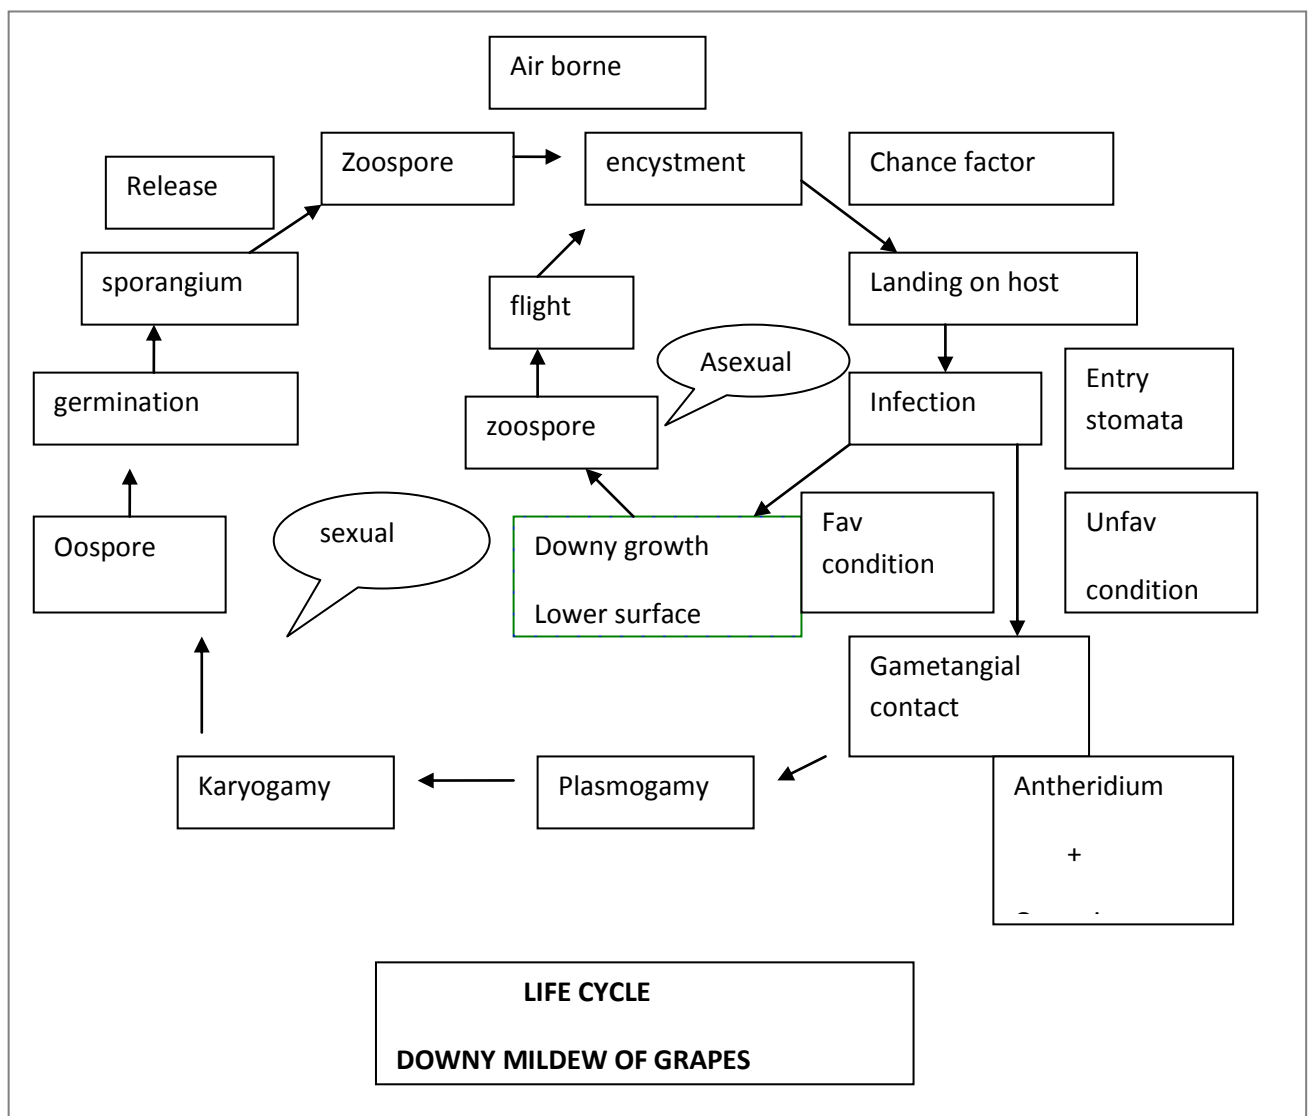 Air borne
Zoospore
encystment
Chance factor
Release
sporangium
flight
Landing on host
Asexual
germination
Infection
Entry
stomata
zoospore
Oospore
sexual
Downy growth
Lower surface
Fav
condition
Unfav
condition
Gametangial
contact
Karyogamy
Plasmogamy
Antheridium
+
LIFE CYCLE
DOWNY MILDEW OF GRAPES